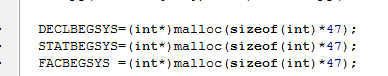 DECLBEGSYS=(int*)malloc(sizeof(int)*47);
STATBEGSYS=(int*)malloc(sizeof(int)*47);
FACBEGSYS =(int*)malloc(sizeof(int)*47);